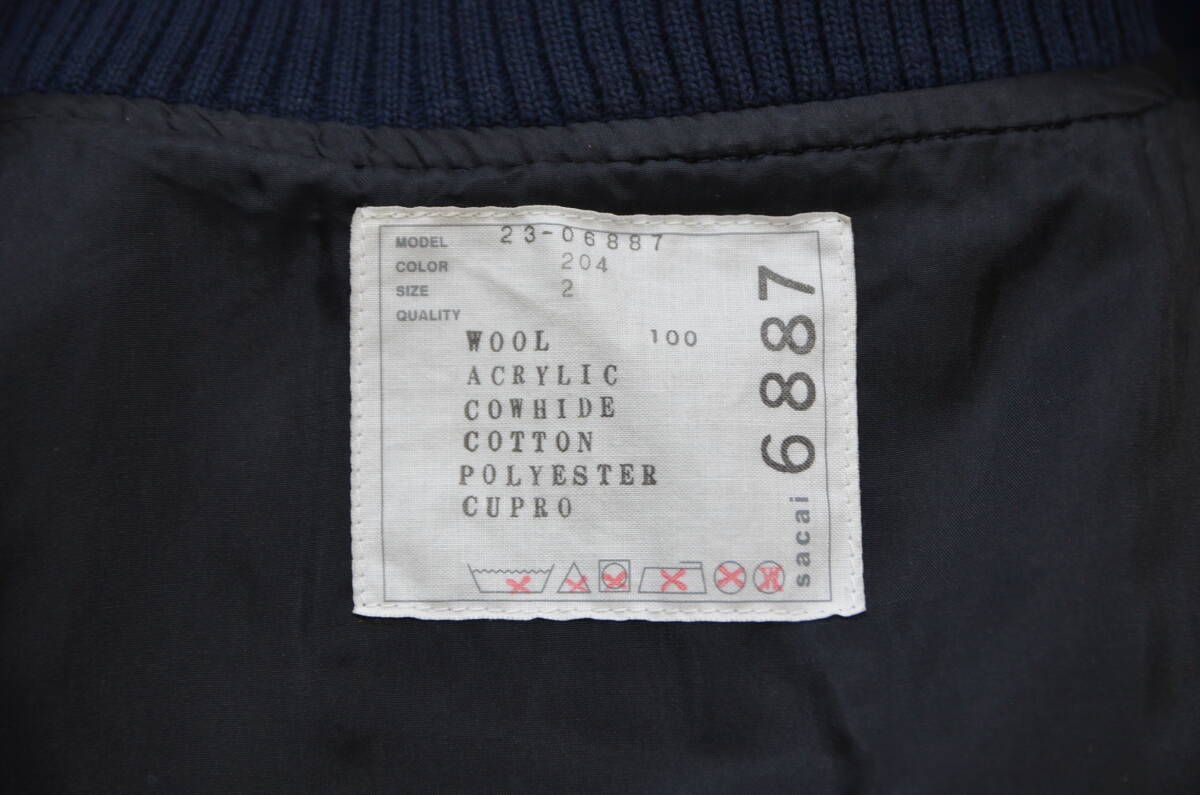 MODEL 23-06887
COLOR 204
SIZE 2
QUALITY
WOOL 100
ACRYLIC
COWHIDE
COTTON
POLYESTER
CUPRO
sacai 6887